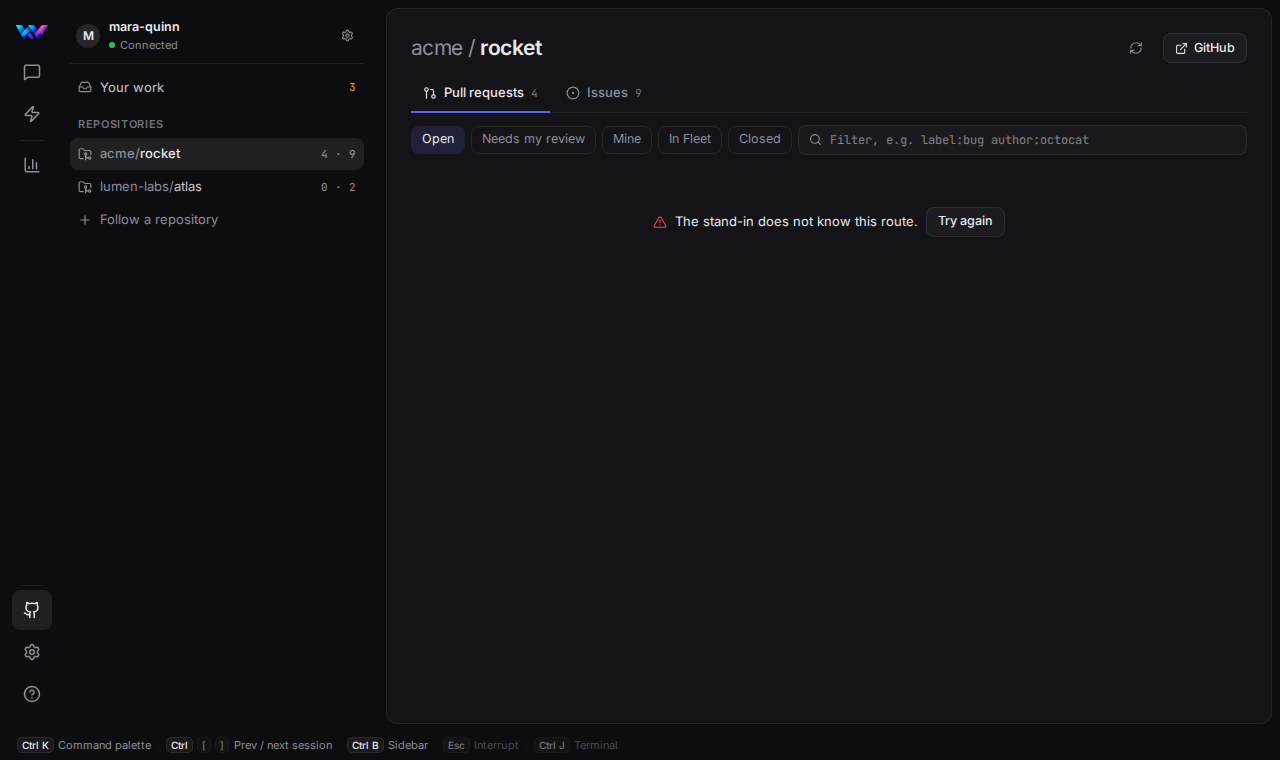 M
mara-quinn
Connected
Your work 3
REPOSITORIES
acme/rocket 4 · 9
lumen-labs/atlas 0 · 2
Follow a repository
acme / rocket
GitHub
Pull requests 4
Issues 9
Open
Needs my review
Mine
In Fleet
Closed
Filter, e.g. label:bug author:octocat
The stand-in does not know this route.
Try again
Ctrl K Command palette
Ctrl [ ] Prev / next session
Ctrl B Sidebar
Esc Interrupt
Ctrl J Terminal